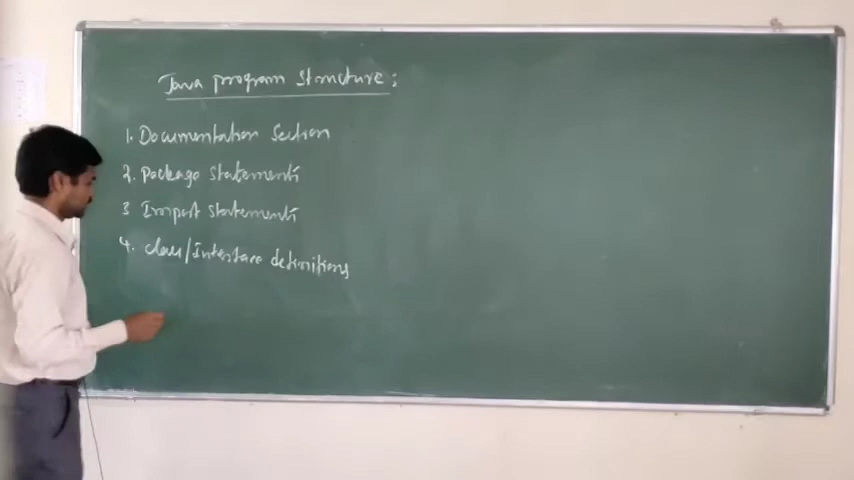 Java program structure:
1. Documentation Section
2. Package statements
3 Import statements
4. class/Interface definitions